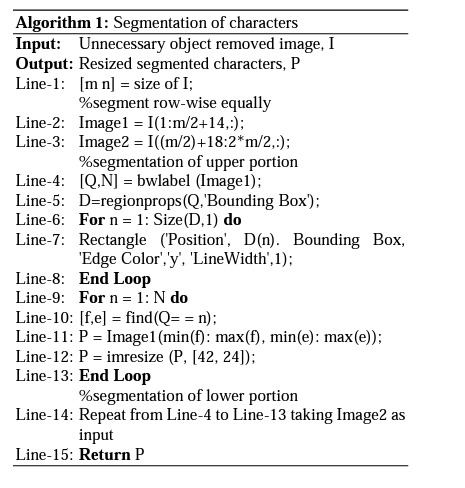 Algorithm 1: Segmentation of characters
Input: Unnecessary object removed image, I
Output: Resized segmented characters, P
Line-1: [m n] = size of I;
%segment row-wise equally
Line-2: Image1 = I(1:m/2+14,:);
Line-3: Image2 = I((m/2)+18:2*m/2,:);
%segmentation of upper portion
Line-4: [Q,N] = bwlabel (Image1);
Line-5: D=regionprops(Q,'Bounding Box');
Line-6: For n = 1: Size(D,1) do
Line-7: Rectangle ('Position', D(n). Bounding Box,
'Edge Color','y', 'LineWidth',1);
Line-8: End Loop
Line-9: For n = 1: N do
Line-10: [f,e] = find(Q= = n);
Line-11: P = Image1(min(f): max(f), min(e): max(e));
Line-12: P = imresize (P, [42, 24]);
Line-13: End Loop
%segmentation of lower portion
Line-14: Repeat from Line-4 to Line-13 taking Image2 as
input
Line-15: Return P